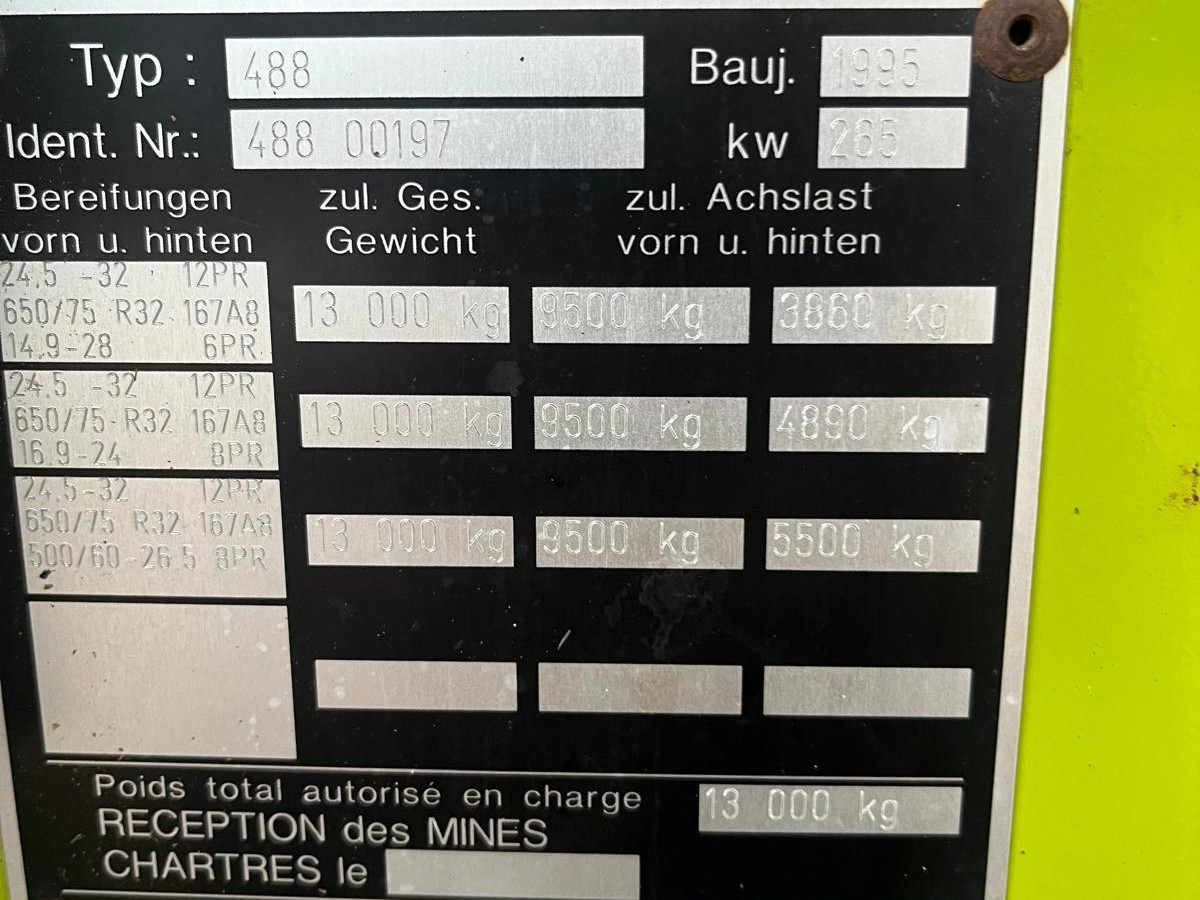 Typ : 488 Bauj. 1995
Ident. Nr.: 488 00197 kw 265
Bereifungen zul. Ges. zul. Achslast
vorn u. hinten Gewicht vorn u. hinten
24.5 -32 12PR
650/75 R32 167A8 13 000 kg 9500 kg 3860 kg
14.9-28 6PR
24.5 -32 12PR
650/75 R32 167A8 13 000 kg 9500 kg 4890 kg
16.9-24 8PR
24.5-32 12PR
650/75 R32 167A8 13 000 kg 9500 kg 5500 kg
500/60-26.5 8PR
Poids total autorisé en charge 13 000 kg
RECEPTION des MINES
CHARTRES le